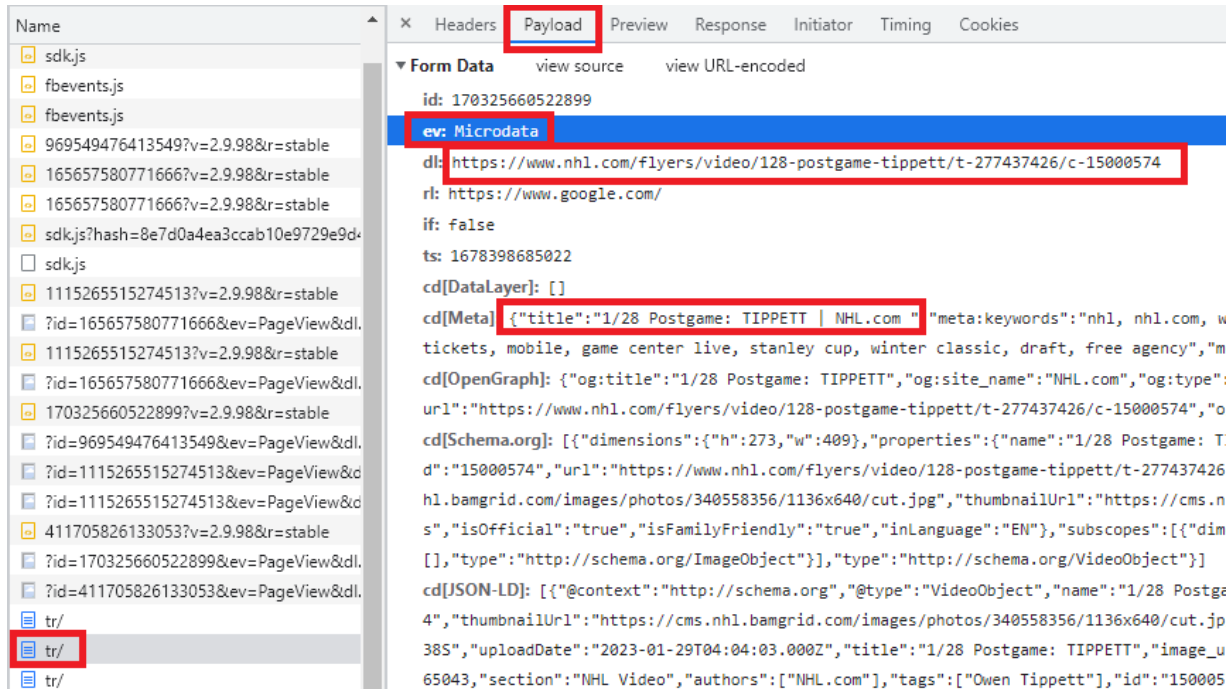 Name
sdk.js
fbevents.js
fbevents.js
969549476413549?v=2.9.98&r=stable
1656575780771666?v=2.9.98&r=stable
1656575780771666?v=2.9.98&r=stable
sdk.js?hash=8e7d0a4ea3ccab10e9729e9d4
sdk.js
1115265515274513?v=2.9.98&r=stable
?id=1656575780771666&ev=PageView&dl.
1115265515274513?v=2.9.98&r=stable
?id=1656575780771666&ev=PageView&dl.
170325660522899?v=2.9.98&r=stable
?id=969549476413549&ev=PageView&dl.
?id=1115265515274513&ev=PageView&d
?id=1115265515274513&ev=PageView&d
411705826133053?v=2.9.98&r=stable
?id=170325660522899&ev=PageView&dl.
?id=411705826133053&ev=PageView&dl.
tr/
tr/
tr/
× Headers Payload Preview Response Initiator Timing Cookies
▼Form Data view source view URL-encoded
id: 170325660522899
ev: Microdata
dl: https://www.nhl.com/flyers/video/128-postgame-tippett/t-277437426/c-15000574
rl: https://www.google.com/
if: false
ts: 1678398685022
cd[DataLayer]: []
cd[Meta] {"title":"1/28 Postgame: TIPPETT | NHL.com " "meta:keywords":"nhl, nhl.com, w
tickets, mobile, game center live, stanley cup, winter classic, draft, free agency","m
cd[OpenGraph]: {"og:title":"1/28 Postgame: TIPPETT","og:site_name":"NHL.com","og:type":
url":"https://www.nhl.com/flyers/video/128-postgame-tippett/t-277437426/c-15000574","o
cd[Schema.org]: [{"dimensions":{"h":273,"w":409},"properties":{"name":"1/28 Postgame: T
d":"15000574","url":"https://www.nhl.com/flyers/video/128-postgame-tippett/t-277437426
hl.bamgrid.com/images/photos/340558356/1136x640/cut.jpg","thumbnailUrl":"https://cms.n
s","isOfficial":"true","isFamilyFriendly":"true","inLanguage":"EN"},"subscopes":[{"dim
[],"type":"http://schema.org/ImageObject"}],"type":"http://schema.org/VideoObject"}]
cd[JSON-LD]: [{"@context":"http://schema.org","@type":"VideoObject","name":"1/28 Postga
4","thumbnailUrl":"https://cms.nhl.bamgrid.com/images/photos/340558356/1136x640/cut.jp
38S","uploadDate":"2023-01-29T04:04:03.000Z","title":"1/28 Postgame: TIPPETT","image_u
65043,"section":"NHL Video","authors":["NHL.com"],"tags":["Owen Tippett"],"id":"150005